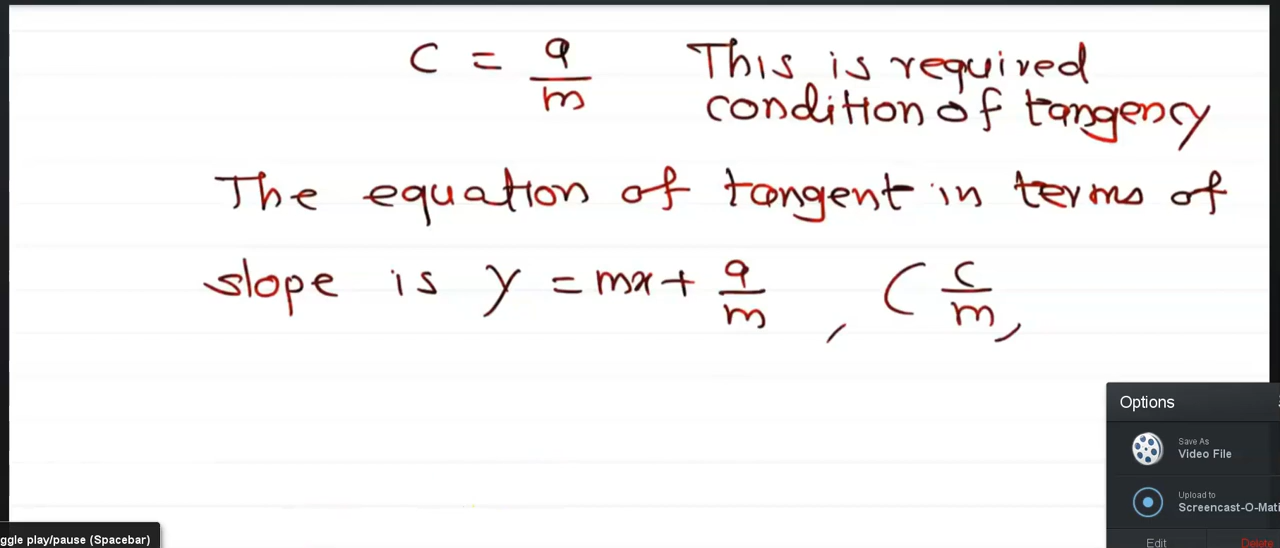 c = a/m This is required
condition of tangency
The equation of tangent in terms of
slope is y = mx + a/m , ( c/m ,
Options
Save As
Video File
Upload to
Screencast-O-Mati
Edit Delete
ggle play/pause (Spacebar)